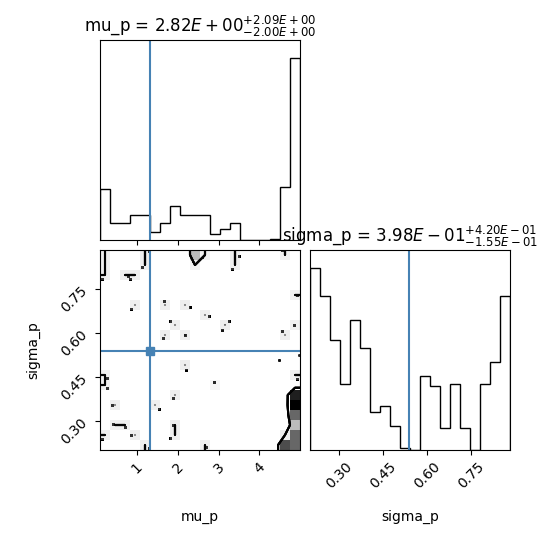 mu_p = 2.82E + 00+2.09E+00−2.00E+00
sigma_p = 3.98E − 01+4.20E−01−1.55E−01
sigma_p
0.75
0.60
0.45
0.30
1 2 3 4
0.30 0.45 0.60 0.75
mu_p
sigma_p